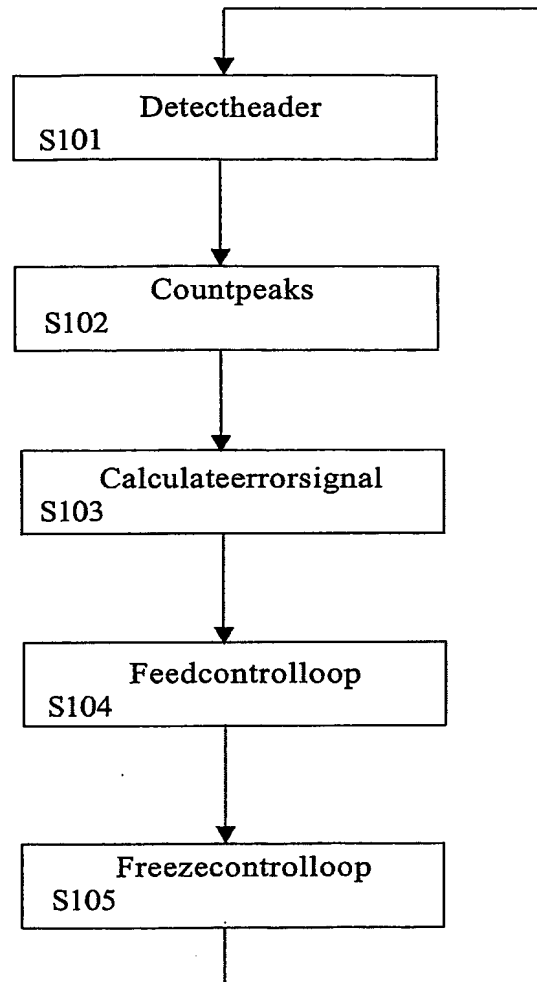 Detectheader
S101
Countpeaks
S102
Calculateerrorsignal
S103
Feedcontrolloop
S104
Freezecontrolloop
S105